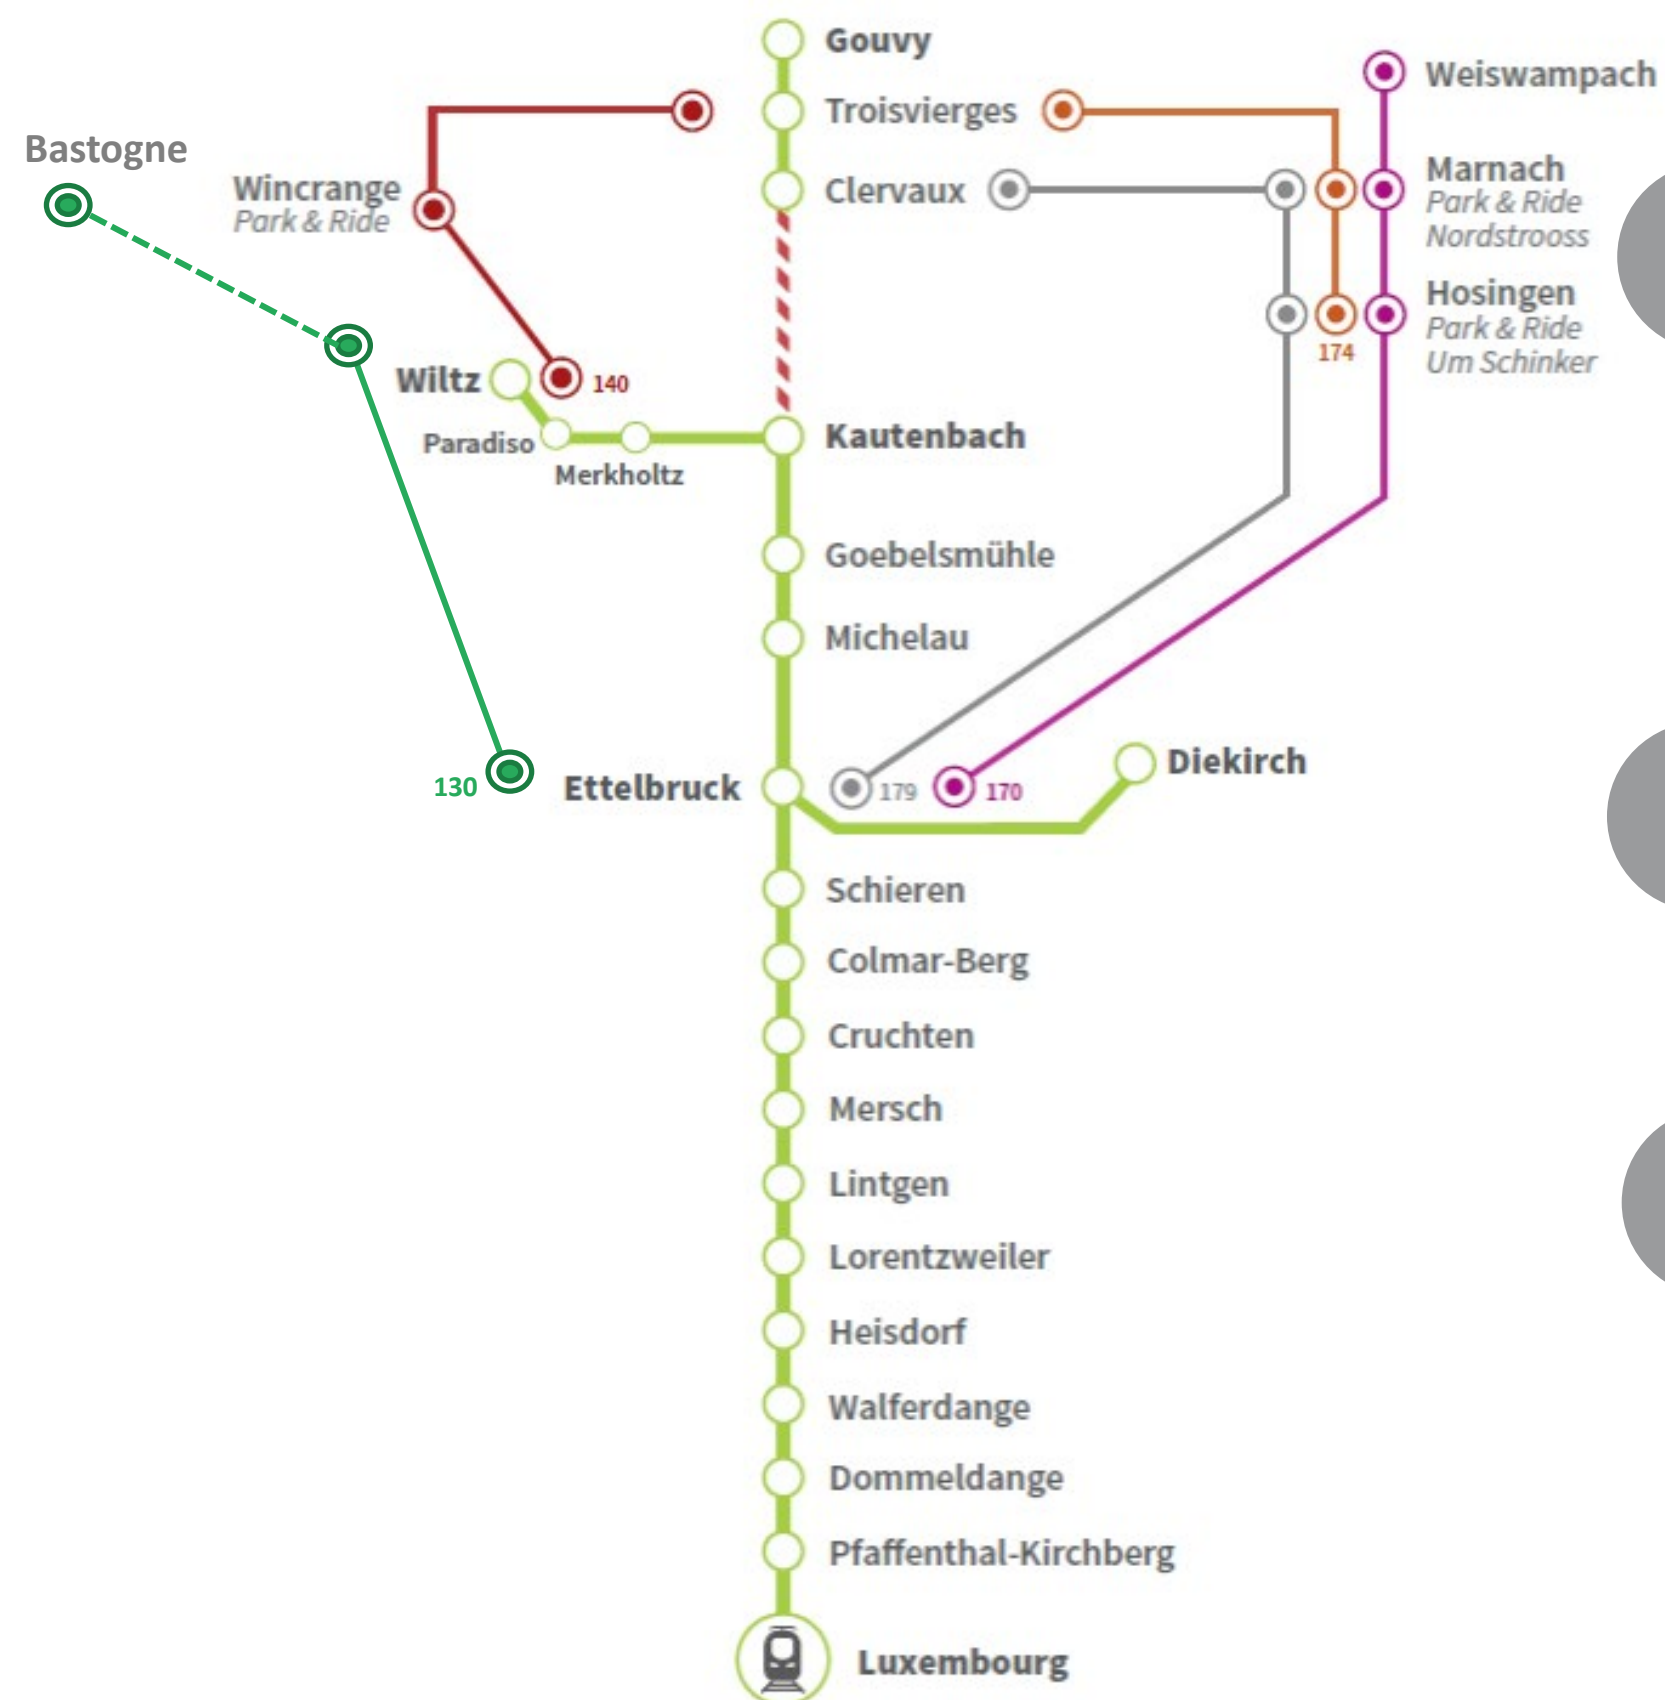 Gouvy
Weiswampach
Troisvierges
Bastogne
Marnach
Park & Ride
Nordstrooss
Wincrange
Park & Ride
Clervaux
Hosingen
Park & Ride
Um Schinker
174
Wiltz
140
Paradiso
Merkholtz
Kautenbach
Goebelsmühle
Michelau
Diekirch
130
Ettelbruck
179
170
Schieren
Colmar-Berg
Cruchten
Mersch
Lintgen
Lorentzweiler
Heisdorf
Walferdange
Dommeldange
Pfaffenthal-Kirchberg
Luxembourg